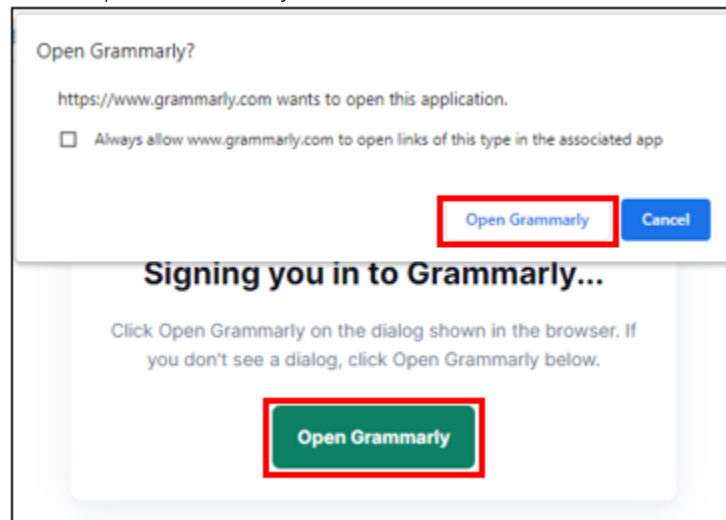 Open Grammarly?
https://www.grammarly.com wants to open this application.
Always allow www.grammarly.com to open links of this type in the associated app
Open Grammarly
Cancel
Signing you in to Grammarly...
Click Open Grammarly on the dialog shown in the browser. If
you don't see a dialog, click Open Grammarly below.
Open Grammarly